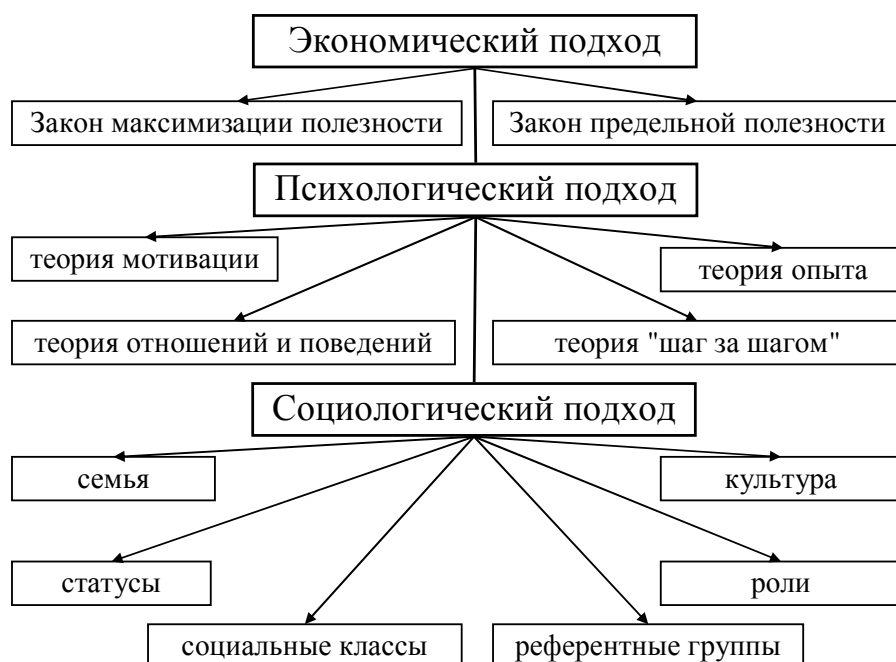 Экономический подход
Закон максимизации полезности
Закон предельной полезности
Психологический подход
теория мотивации
теория опыта
теория отношений и поведений
теория "шаг за шагом"
Социологический подход
семья
культура
статусы
роли
социальные классы
референтные группы